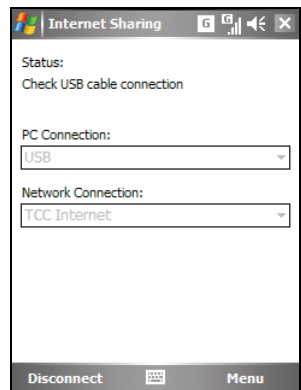 Internet Sharing G G
Status:
Check USB cable connection
PC Connection:
USB
Network Connection:
TCC Internet
Disconnect Menu